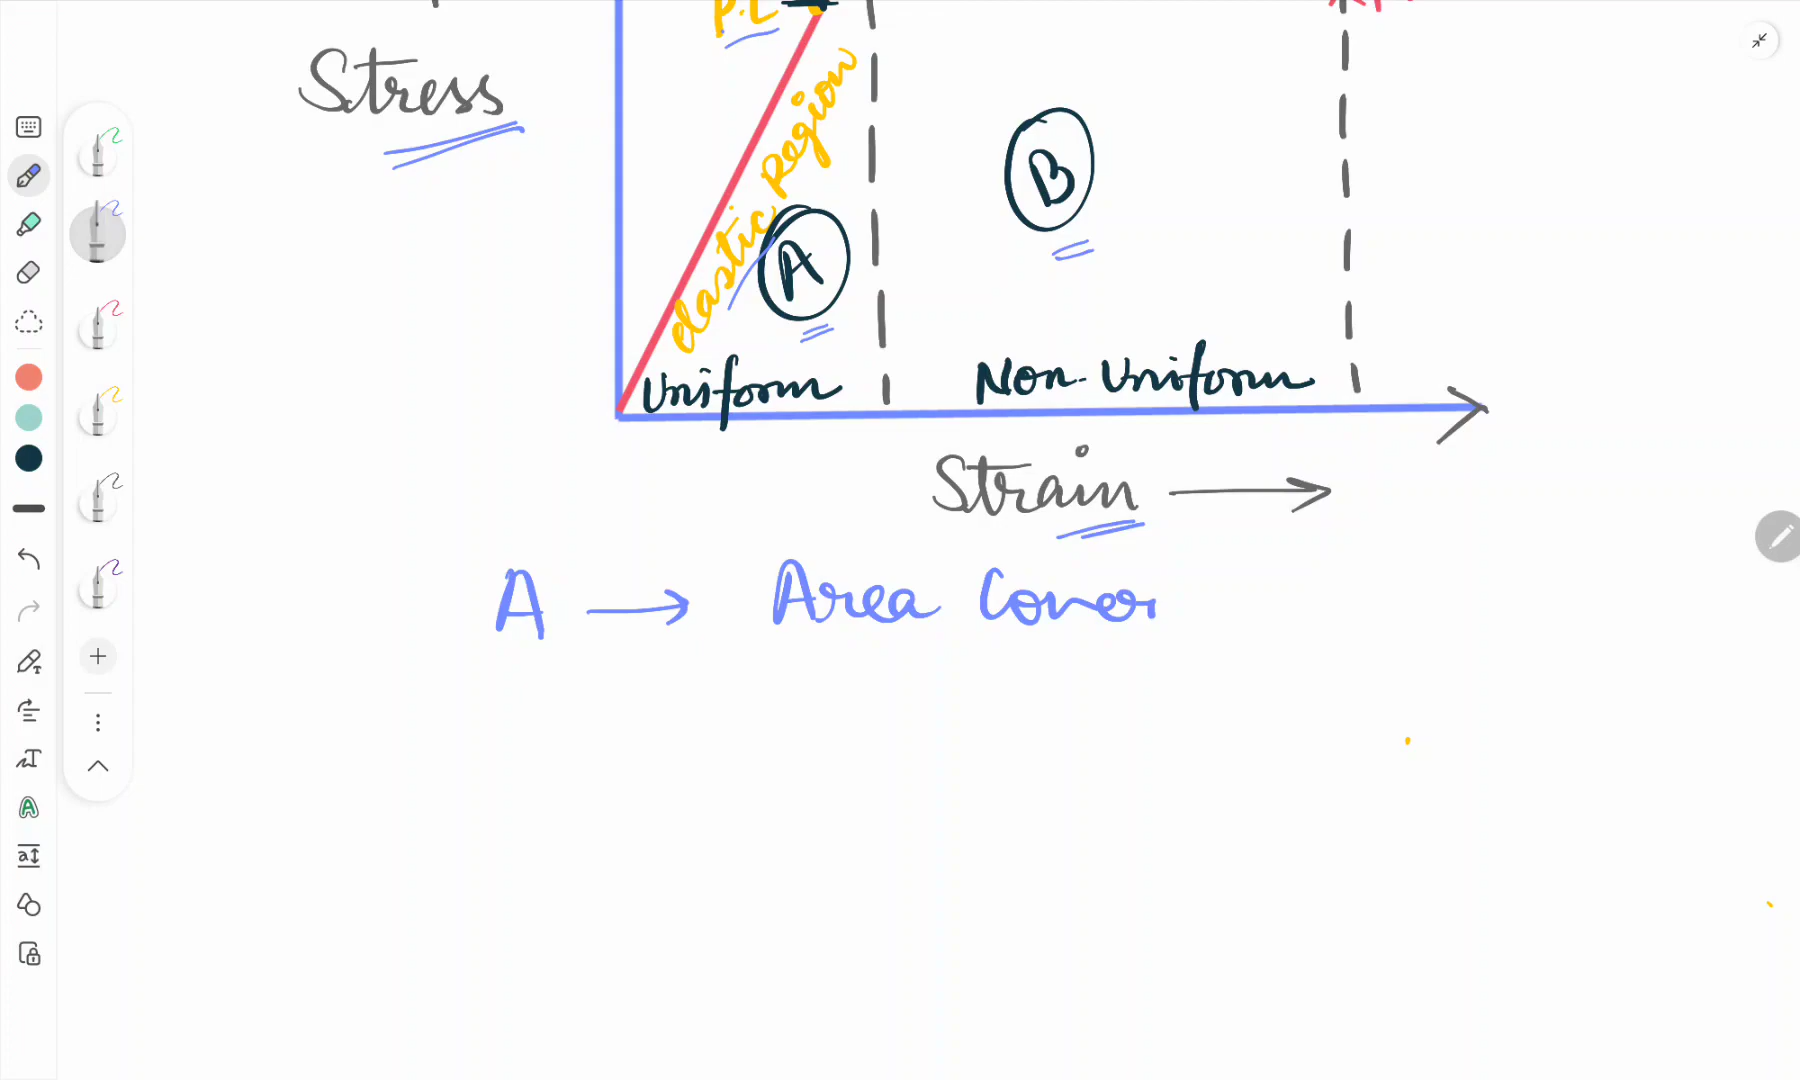 P.L
Stress
elastic Region
B
A
Uniform
Non-Uniform
Strain
A → Area Cover